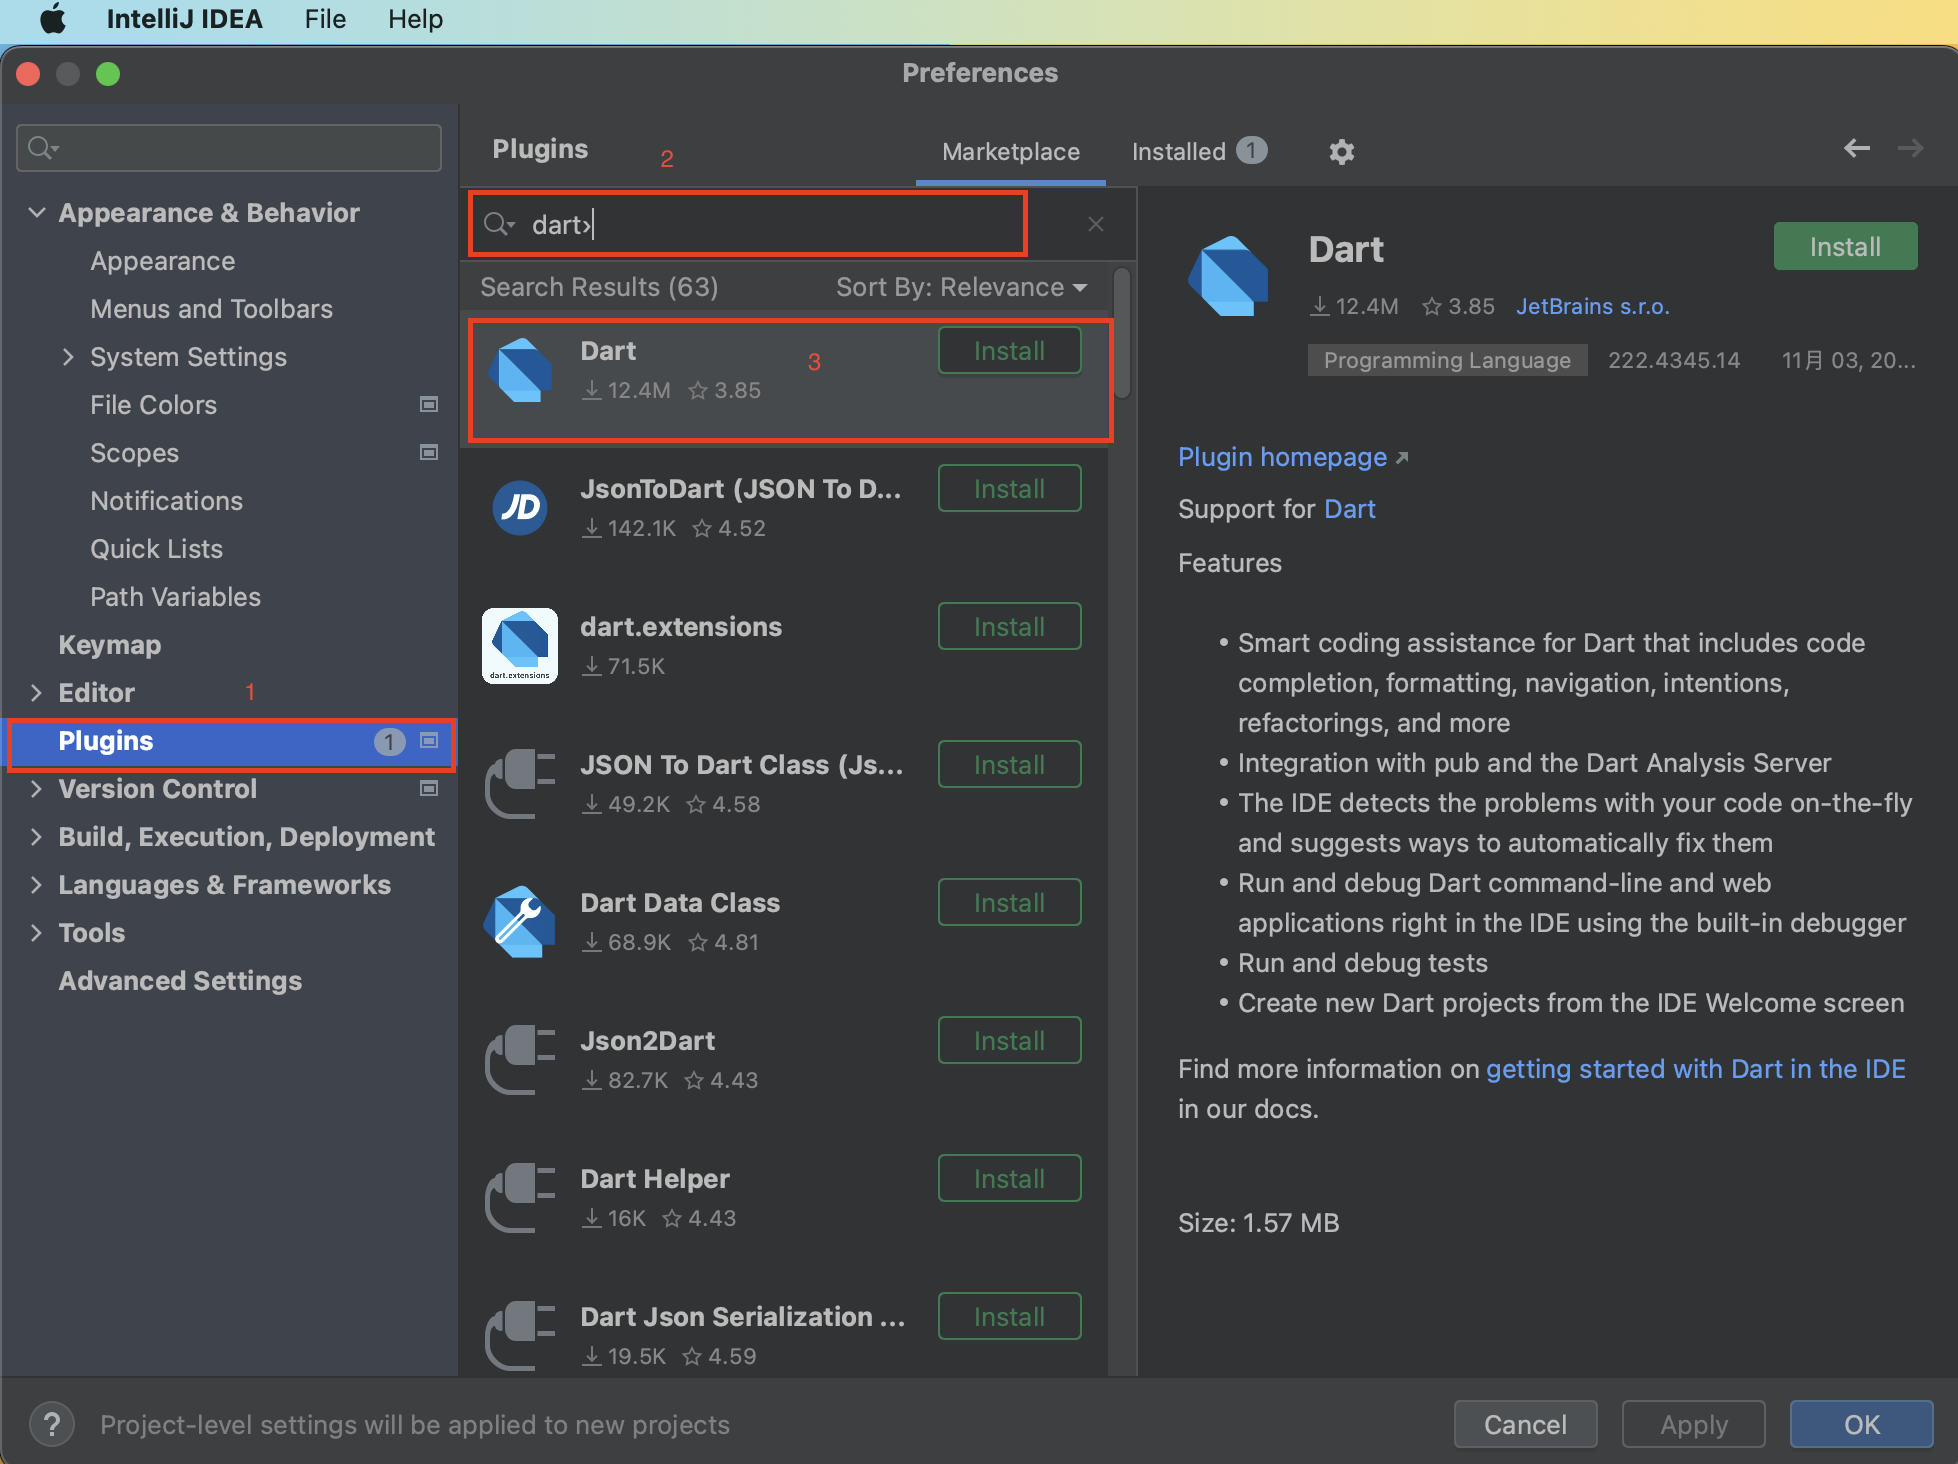 IntelliJ IDEA File Help
Preferences
Appearance & Behavior
Appearance
Menus and Toolbars
System Settings
File Colors
Scopes
Notifications
Quick Lists
Path Variables
Keymap
Editor 1
Plugins 1
Version Control
Build, Execution, Deployment
Languages & Frameworks
Tools
Advanced Settings
Plugins 2 Marketplace Installed 1
dart›
Search Results (63) Sort By: Relevance
Dart 3 Install
12.4M 3.85
JD
JsonToDart (JSON To D... Install
142.1K 4.52
dart.extensions
dart.extensions Install
71.5K
JSON To Dart Class (Js... Install
49.2K 4.58
Dart Data Class Install
68.9K 4.81
Json2Dart Install
82.7K 4.43
Dart Helper Install
16K 4.43
Dart Json Serialization ... Install
19.5K 4.59
Dart Install
12.4M 3.85 JetBrains s.r.o.
Programming Language 222.4345.14 11月 03, 20...
Plugin homepage ↗
Support for Dart
Features
• Smart coding assistance for Dart that includes code
completion, formatting, navigation, intentions,
refactorings, and more
• Integration with pub and the Dart Analysis Server
• The IDE detects the problems with your code on-the-fly
and suggests ways to automatically fix them
• Run and debug Dart command-line and web
applications right in the IDE using the built-in debugger
• Run and debug tests
• Create new Dart projects from the IDE Welcome screen
Find more information on getting started with Dart in the IDE
in our docs.
Size: 1.57 MB
? Project-level settings will be applied to new projects
Cancel Apply OK